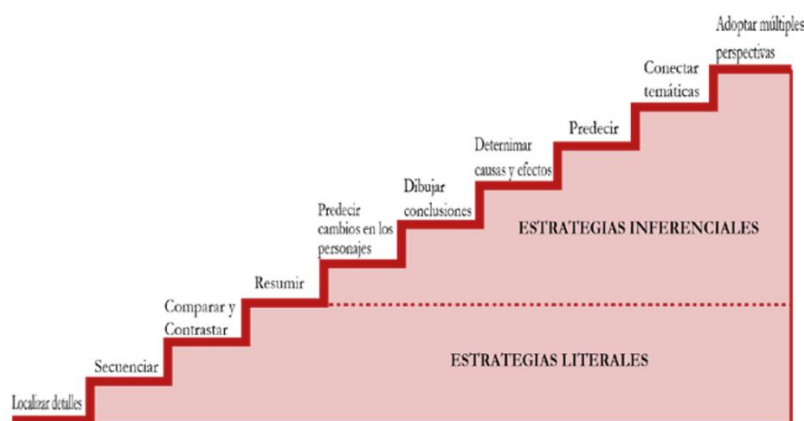 Adoptar múltiples
perspectivas
Conectar
temáticas
Predecir
Deternimar
causas y efectos
Dibujar
conclusiones
Predecir
cambios en los
personajes
ESTRATEGIAS INFERENCIALES
Resumir
Comparar y
Contrastar
ESTRATEGIAS LITERALES
Secuenciar
Localizar detalles